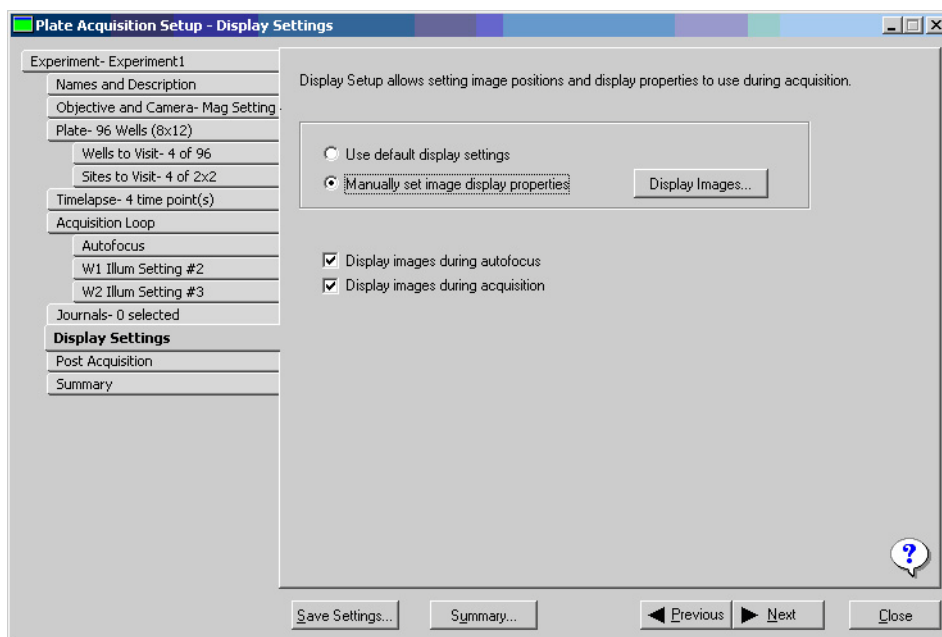 Plate Acquisition Setup - Display Settings
Experiment- Experiment1
Names and Description
Objective and Camera- Mag Setting
Plate- 96 Wells (8x12)
Wells to Visit- 4 of 96
Sites to Visit- 4 of 2x2
Timelapse- 4 time point(s)
Acquisition Loop
Autofocus
W1 Illum Setting #2
W2 Illum Setting #3
Journals- 0 selected
Display Settings
Post Acquisition
Summary
Display Setup allows setting image positions and display properties to use during acquisition.
Use default display settings
Manually set image display properties
Display Images...
Display images during autofocus
Display images during acquisition
?
Save Settings...
Summary...
Previous
Next
Close